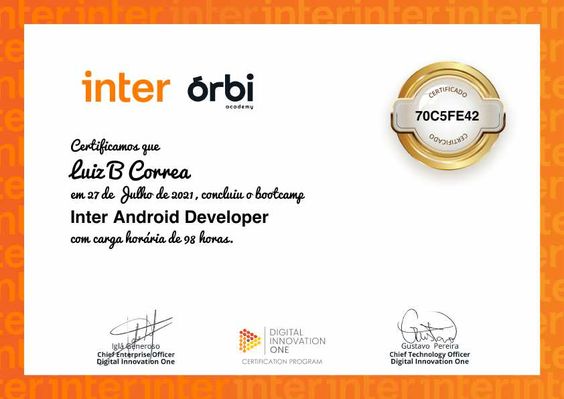 inter órbi
academy
CERTIFICADO
70C5FE42
CERTIFICADO
Certificamos que
Luiz B Correa
em 27 de Julho de 2021, concluiu o bootcamp
Inter Android Developer
com carga horária de 98 horas.
Iglá Generoso
Chief Enterprise Officer
Digital Innovation One
DIGITAL
INNOVATION
ONE
CERTIFICATION PROGRAM
Gustavo Pereira
Chief Technology Officer
Digital Innovation One